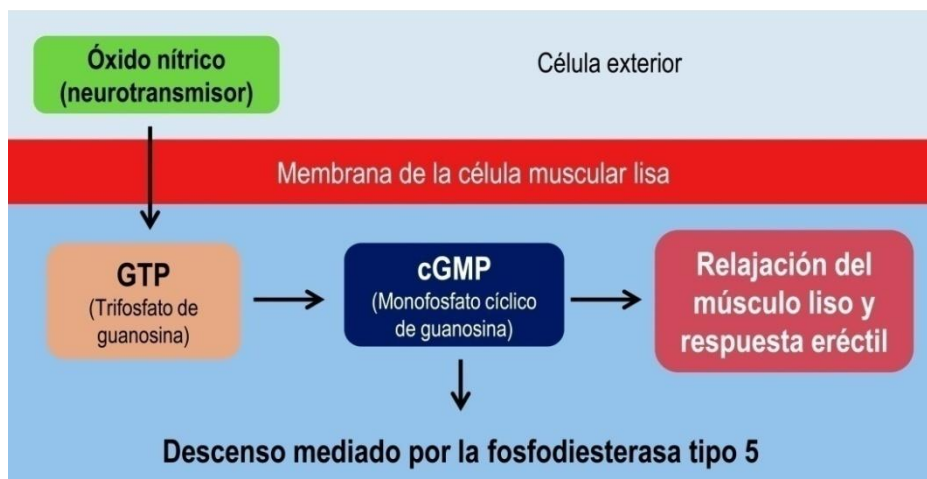 Óxido nítrico
(neurotransmisor)
Célula exterior
Membrana de la célula muscular lisa
GTP
(Trifosfato de
guanosina)
cGMP
(Monofosfato cíclico
de guanosina)
Relajación del
músculo liso y
respuesta eréctil
Descenso mediado por la fosfodiesterasa tipo 5